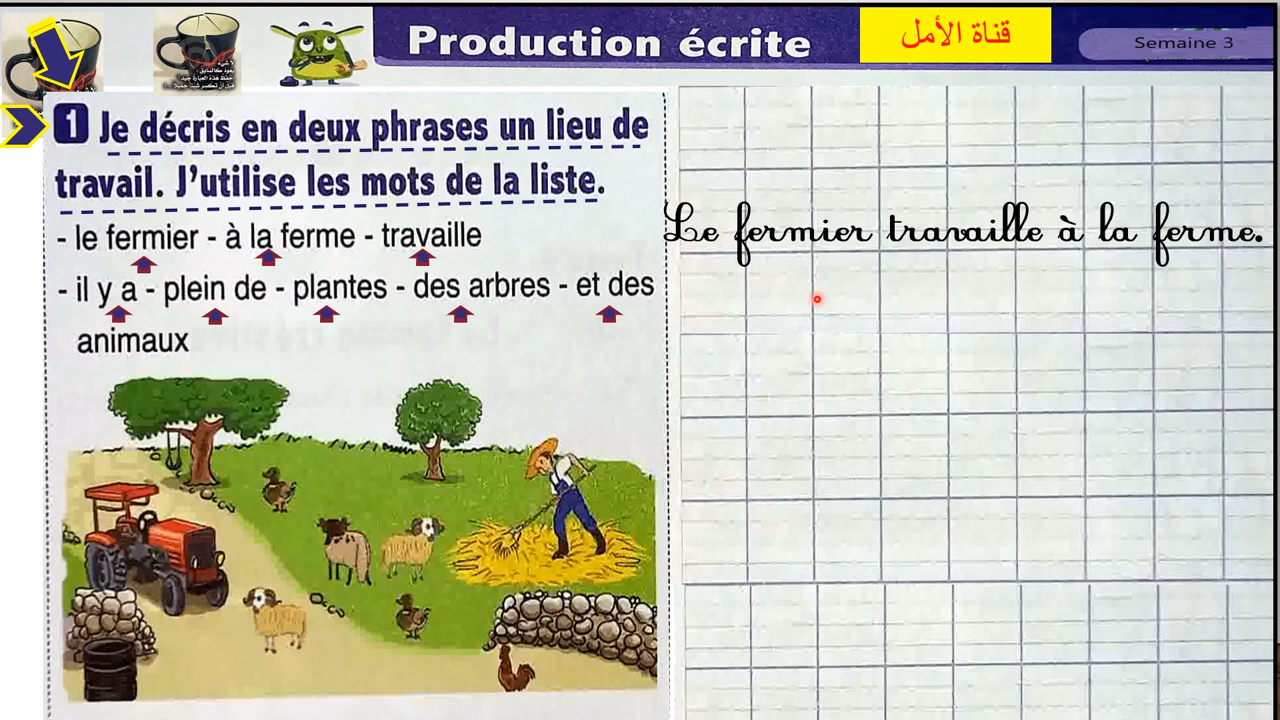 Production écrite
قناة الأمل
Semaine 3
1 Je décris en deux phrases un lieu de
travail. J'utilise les mots de la liste.
- le fermier - à la ferme - travaille
- il y a - plein de - plantes - des arbres - et des
animaux
Le fermier travaille à la ferme.